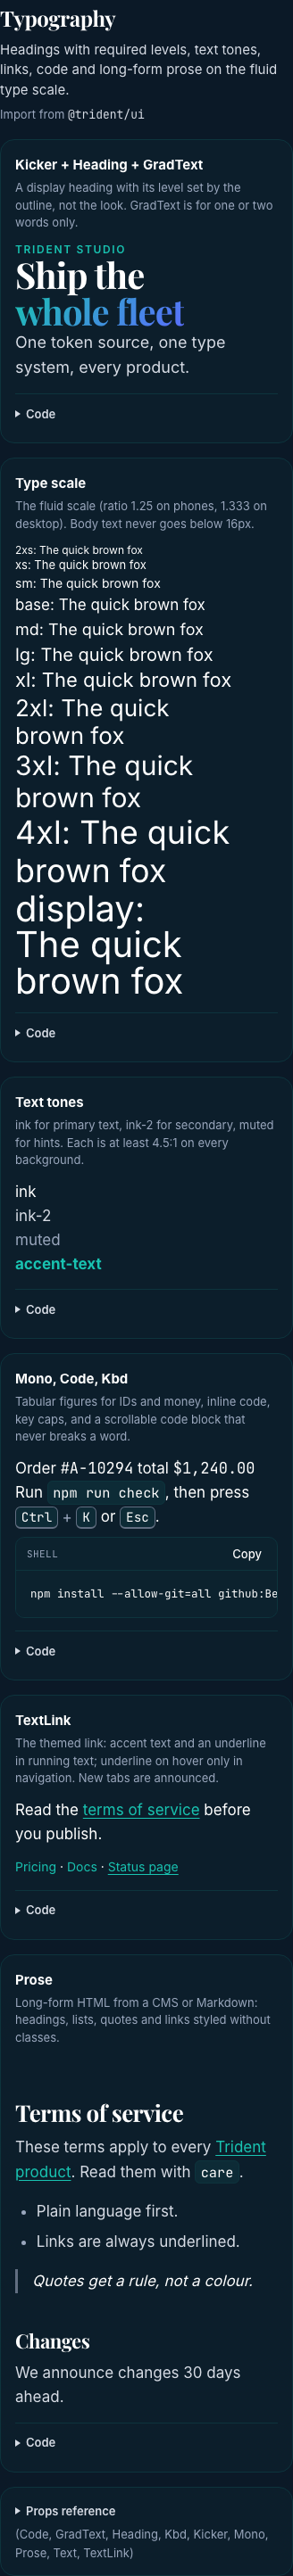 Typography
Headings with required levels, text tones,
links, code and long-form prose on the fluid
type scale.
Import from @trident/ui
Kicker + Heading + GradText
A display heading with its level set by the
outline, not the look. GradText is for one or two
words only.
TRIDENT STUDIO
Ship the
whole fleet
One token source, one type
system, every product.
Code
Type scale
The fluid scale (ratio 1.25 on phones, 1.333 on
desktop). Body text never goes below 16px.
2xs: The quick brown fox
xs: The quick brown fox
sm: The quick brown fox
base: The quick brown fox
md: The quick brown fox
lg: The quick brown fox
xl: The quick brown fox
2xl: The quick
brown fox
3xl: The quick
brown fox
4xl: The quick
brown fox
display:
The quick
brown fox
Code
Text tones
ink for primary text, ink-2 for secondary, muted
for hints. Each is at least 4.5:1 on every
background.
ink
ink-2
muted
accent-text
Code
Mono, Code, Kbd
Tabular figures for IDs and money, inline code,
key caps, and a scrollable code block that
never breaks a word.
Order #A-10294 total $1,240.00
Run npm run check, then press
Ctrl + K or Esc.
SHELL Copy
npm install --allow-git=all github:Be
Code
TextLink
The themed link: accent text and an underline
in running text; underline on hover only in
navigation. New tabs are announced.
Read the terms of service before
you publish.
Pricing · Docs · Status page
Code
Prose
Long-form HTML from a CMS or Markdown:
headings, lists, quotes and links styled without
classes.
Terms of service
These terms apply to every Trident
product. Read them with care.
• Plain language first.
• Links are always underlined.
Quotes get a rule, not a colour.
Changes
We announce changes 30 days
ahead.
Code
Props reference
(Code, GradText, Heading, Kbd, Kicker, Mono,
Prose, Text, TextLink)